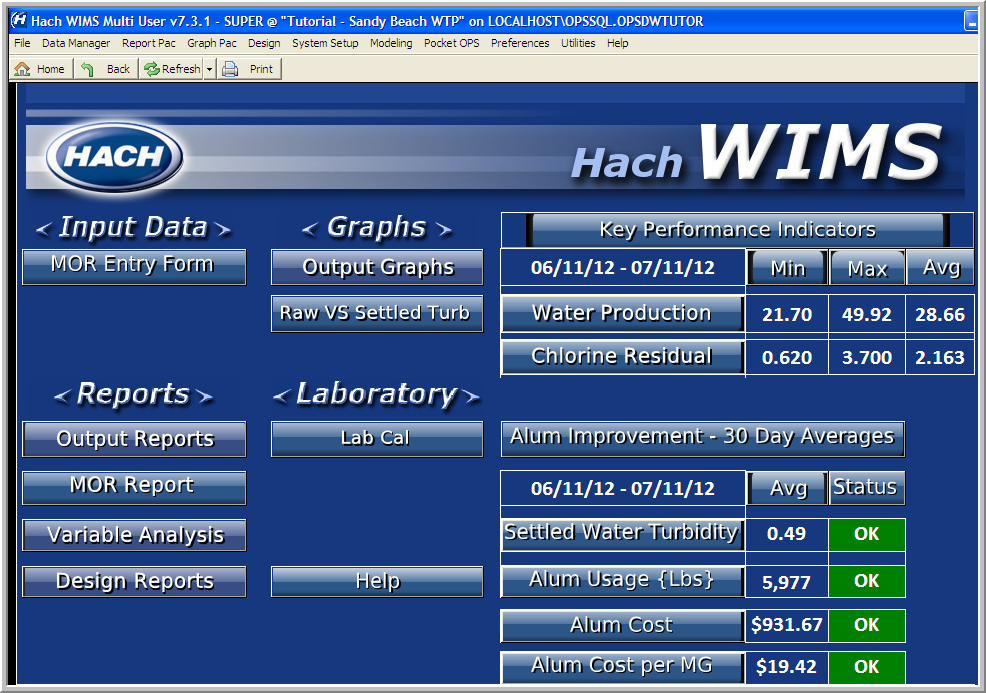 Hach WIMS Multi User v7.3.1 - SUPER @ "Tutorial - Sandy Beach WTP" on LOCALHOST\OPSSQL.OPSDWTUTOR
File Data Manager Report Pac Graph Pac Design System Setup Modeling Pocket OPS Preferences Utilities Help
Home Back Refresh Print
HACH
Hach WIMS
< Input Data >
MOR Entry Form
< Graphs >
Output Graphs
Raw VS Settled Turb
Key Performance Indicators
06/11/12 - 07/11/12 Min Max Avg
Water Production 21.70 49.92 28.66
Chlorine Residual 0.620 3.700 2.163
< Reports >
Output Reports
MOR Report
Variable Analysis
Design Reports
< Laboratory >
Lab Cal
Help
Alum Improvement - 30 Day Averages
06/11/12 - 07/11/12 Avg Status
Settled Water Turbidity 0.49 OK
Alum Usage {Lbs} 5,977 OK
Alum Cost $931.67 OK
Alum Cost per MG $19.42 OK